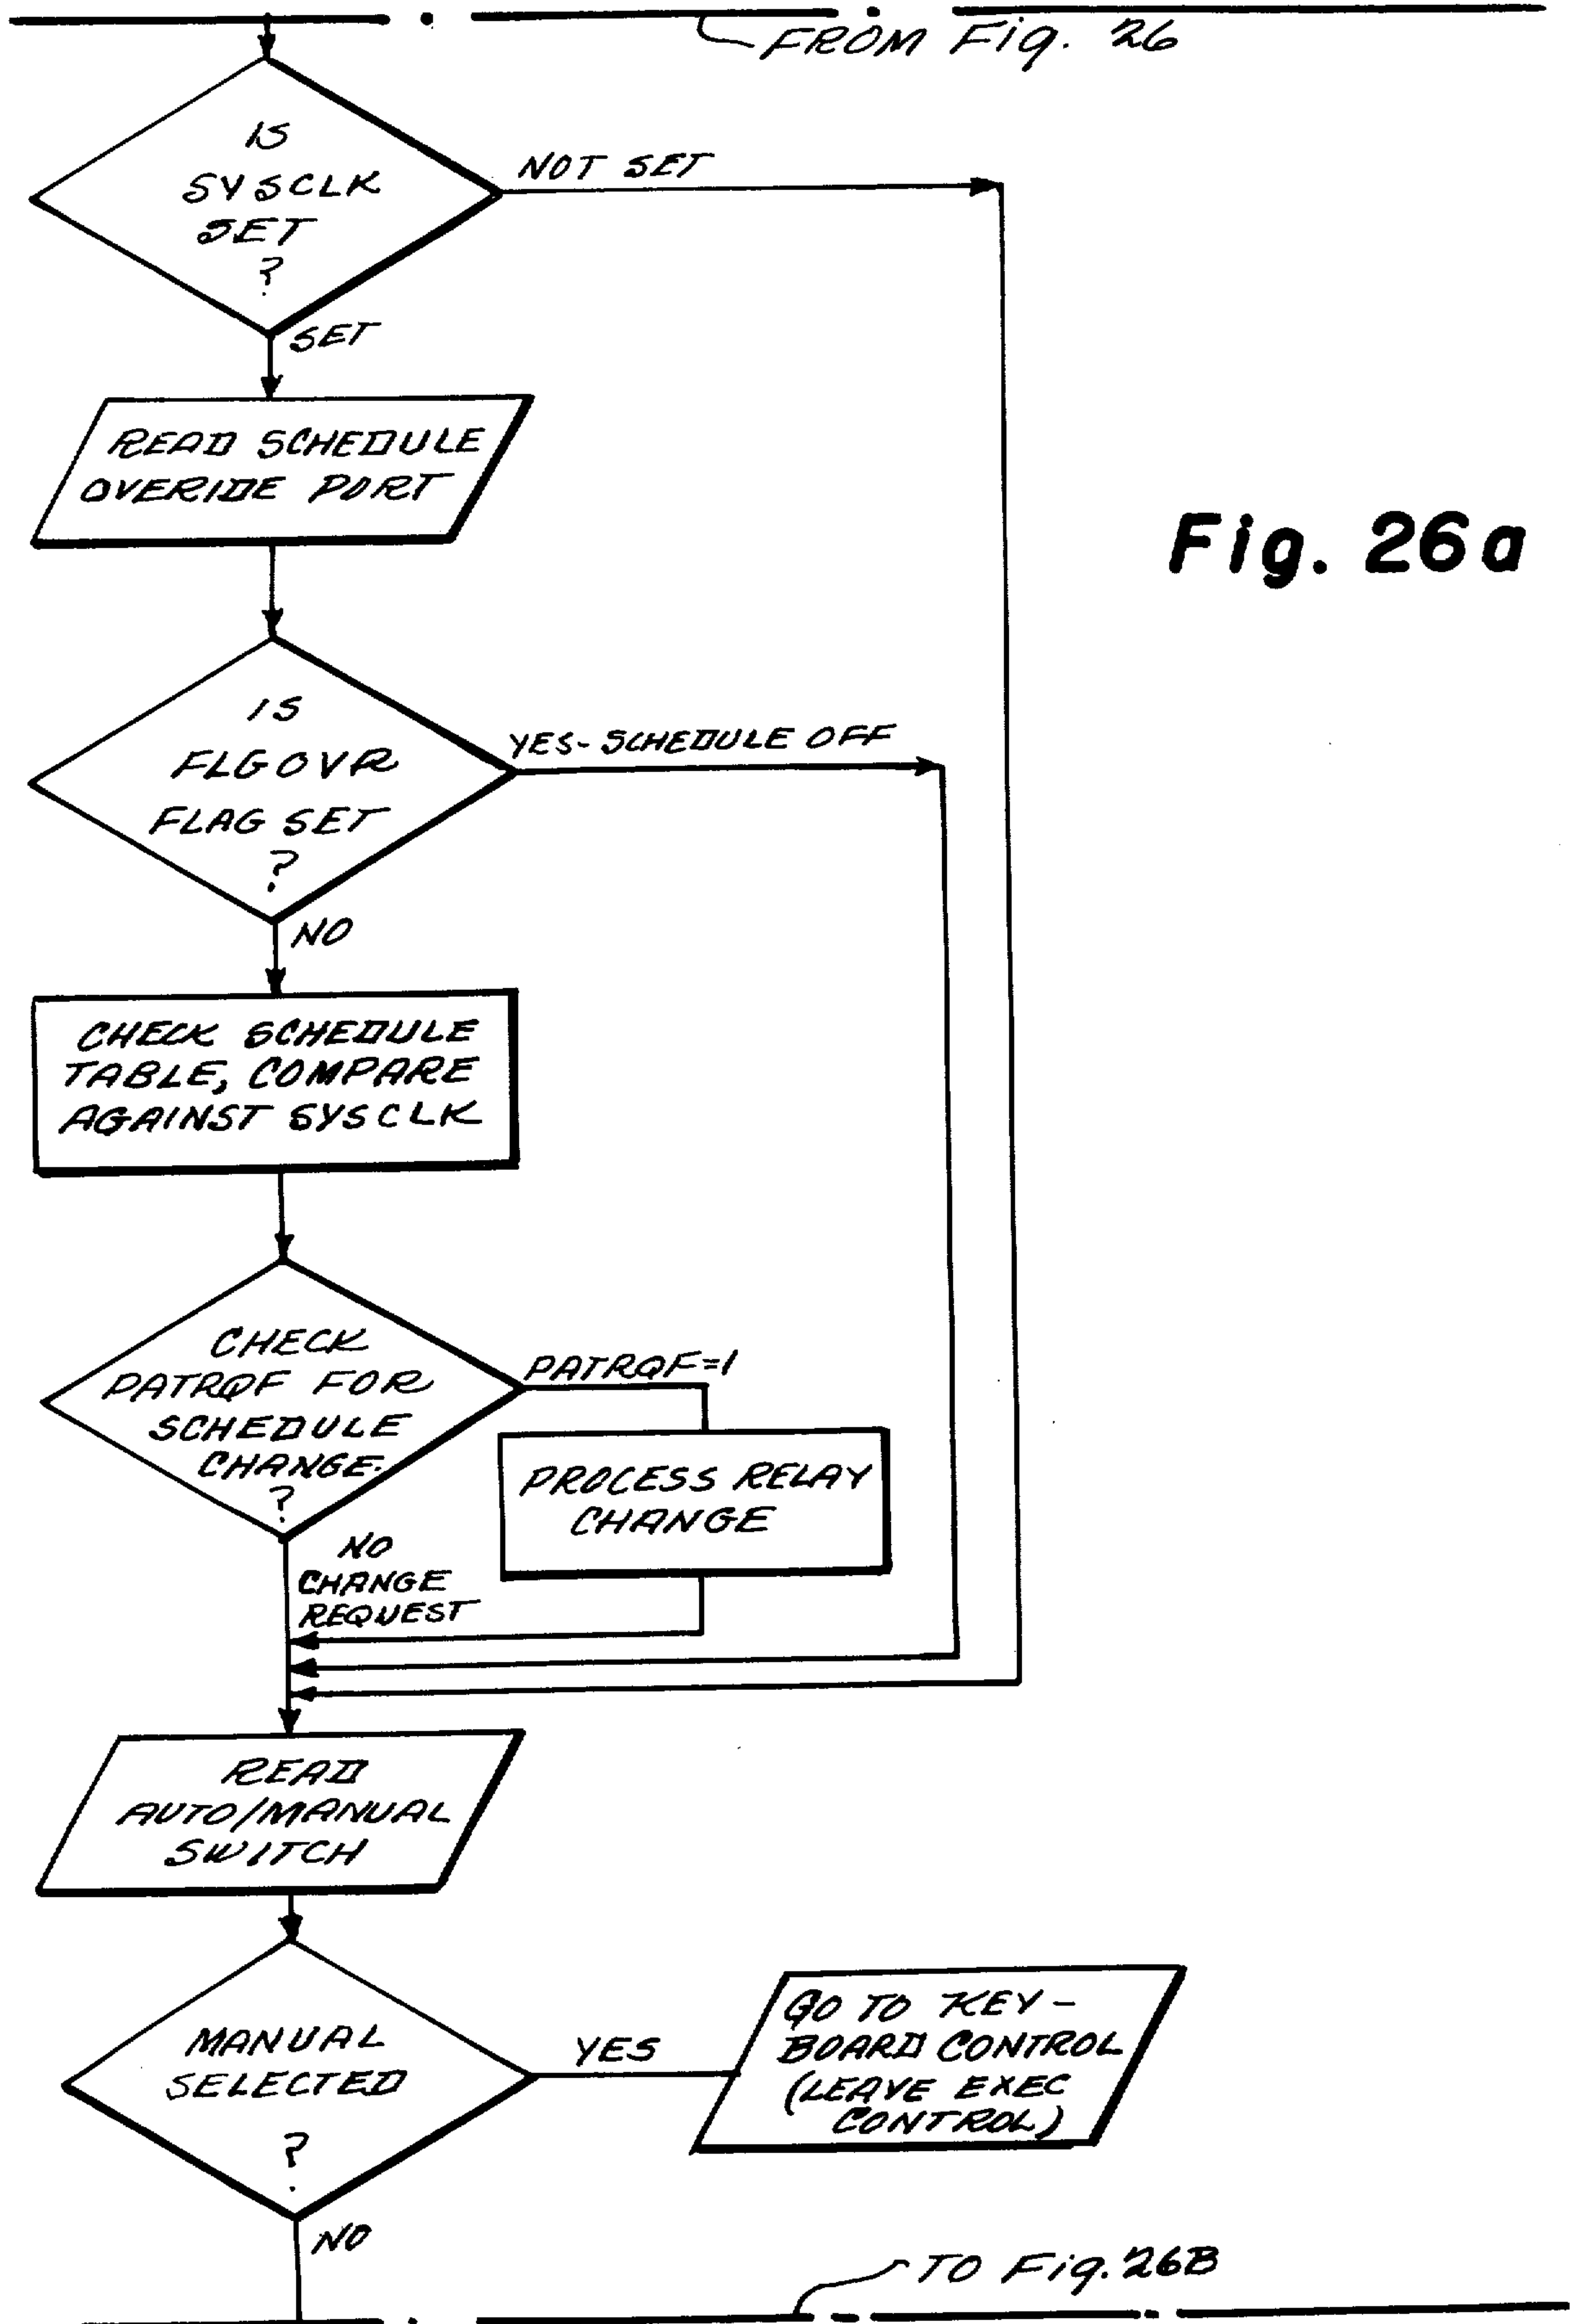 FROM Fig. 26
IS
SYSCLK
SET
?
NOT SET
SET
READ SCHEDULE
OVERIDE PORT
Fig. 26a
IS
FLGOVR
FLAG SET
?
YES-SCHEDULE OFF
NO
CHECK SCHEDULE
TABLE, COMPARE
AGAINST SYSCLK
CHECK
PATRQF FOR
SCHEDULE
CHANGE.
?
PATRQF=1
PROCESS RELAY
CHANGE
NO
CHANGE
REQUEST
READ
AUTO/MANUAL
SWITCH
MANUAL
SELECTED
?
YES
GO TO KEY-
BOARD CONTROL
(LEAVE EXEC
CONTROL)
NO
TO Fig. 26B